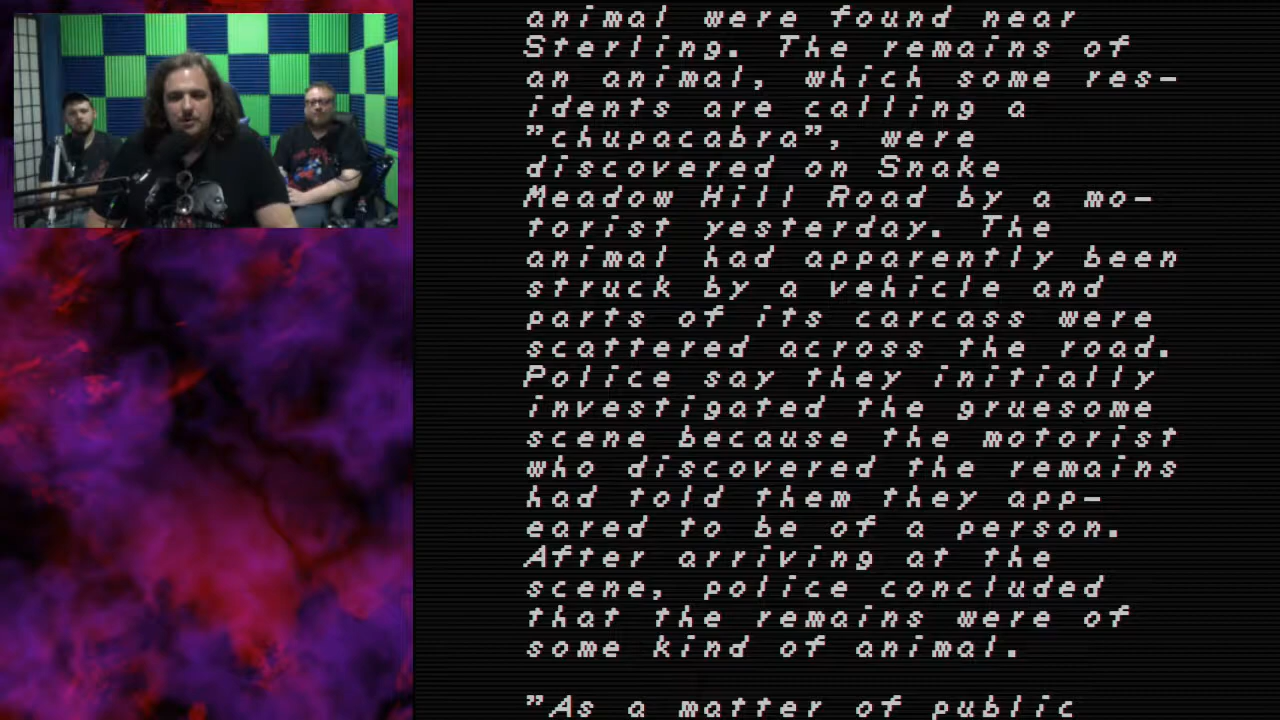 animal were found near
Sterling. The remains of
an animal, which some res-
idents are calling a
"chupacabra", were
discovered on Snake
Meadow Hill Road by a mo-
torist yesterday. The
animal had apparently been
struck by a vehicle and
parts of its carcass were
scattered across the road.
Police say they initially
investigated the gruesome
scene because the motorist
who discovered the remains
had told them they app-
eared to be of a person.
After arriving at the
scene, police concluded
that the remains were of
some kind of animal.
"As a matter of public